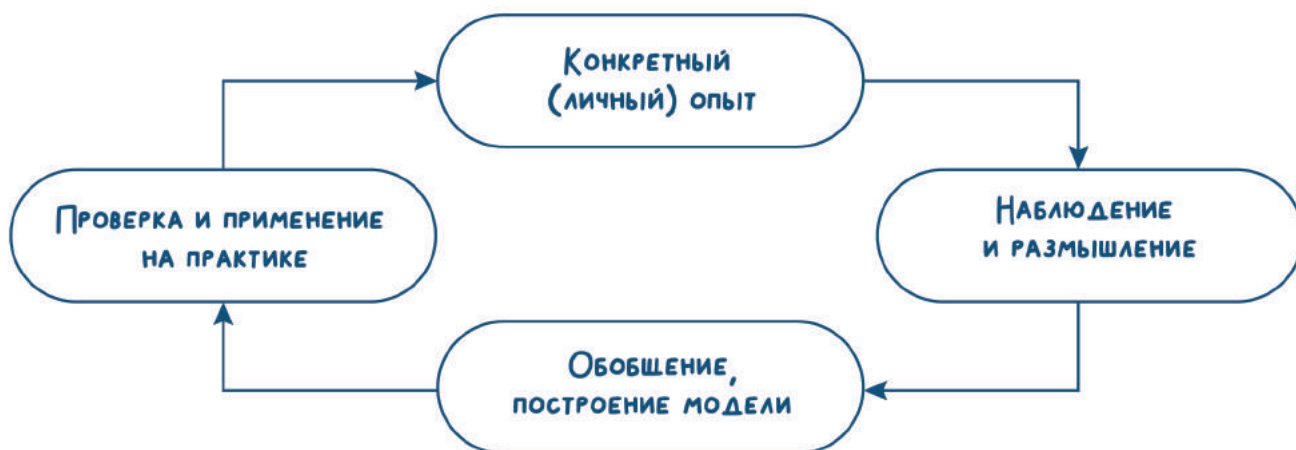 Конкретный
(личный) опыт
Наблюдение
и размышление
Обобщение,
построение модели
Проверка и применение
на практике